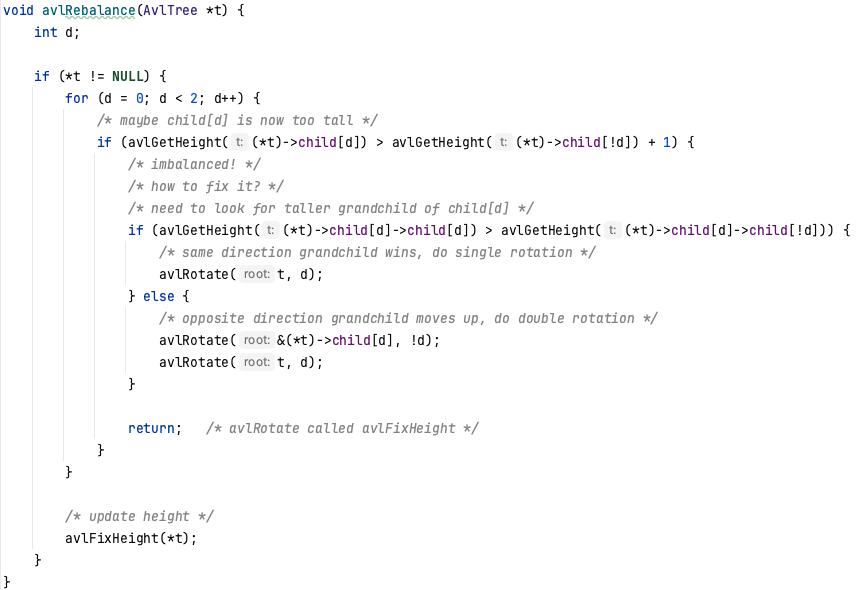 void avlRebalance(AvlTree *t) {
    int d;

    if (*t != NULL) {
        for (d = 0; d < 2; d++) {
            /* maybe child[d] is now too tall */
            if (avlGetHeight( t: (*t)->child[d]) > avlGetHeight( t: (*t)->child[!d]) + 1) {
                /* imbalanced! */
                /* how to fix it? */
                /* need to look for taller grandchild of child[d] */
                if (avlGetHeight( t: (*t)->child[d]->child[d]) > avlGetHeight( t: (*t)->child[d]->child[!d])) {
                    /* same direction grandchild wins, do single rotation */
                    avlRotate( root: t, d);
                } else {
                    /* opposite direction grandchild moves up, do double rotation */
                    avlRotate( root: &(*t)->child[d], !d);
                    avlRotate( root: t, d);
                }

                return;   /* avlRotate called avlFixHeight */
            }
        }

        /* update height */
        avlFixHeight(*t);
    }
}